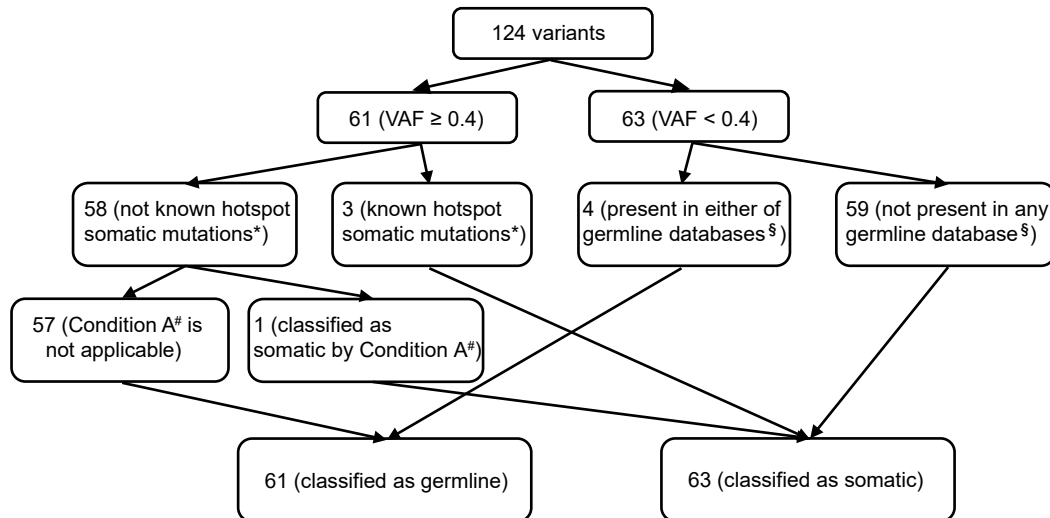 124 variants
61 (VAF ≥ 0.4)
63 (VAF < 0.4)
58 (not known hotspot
somatic mutations*)
3 (known hotspot
somatic mutations*)
4 (present in either of
germline databases§)
59 (not present in any
germline database§)
57 (Condition A# is
not applicable)
1 (classified as
somatic by Condition A#)
61 (classified as germline)
63 (classified as somatic)